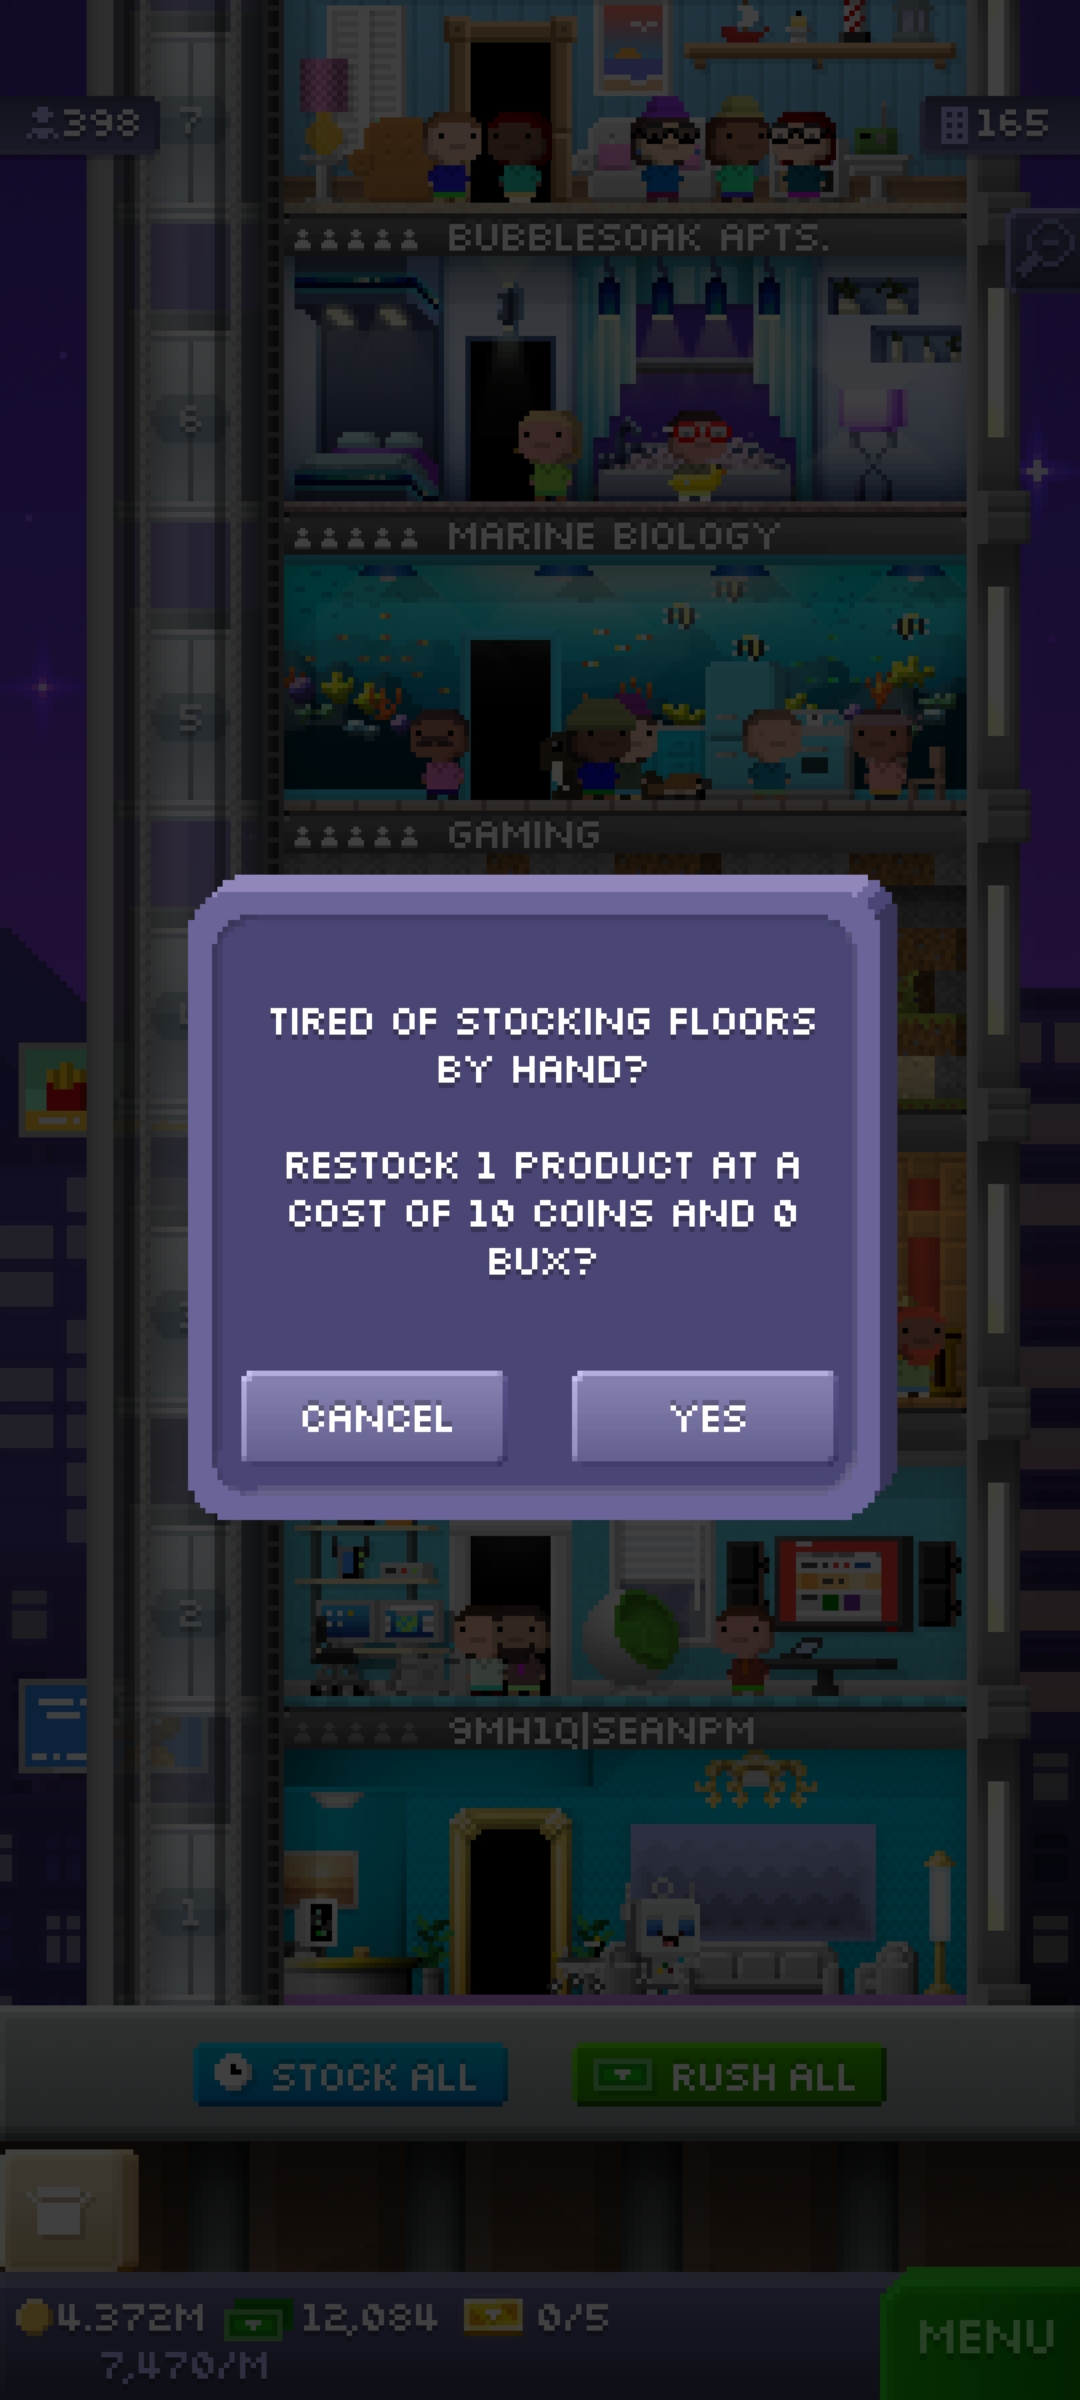 398
7
165
BUBBLESOAK APTS.
6
MARINE BIOLOGY
5
GAMING
TIRED OF STOCKING FLOORS
BY HAND?
RESTOCK 1 PRODUCT AT A
COST OF 10 COINS AND 0
BUX?
CANCEL
YES
2
9MH1Q|SEANPM
1
STOCK ALL
RUSH ALL
4.372M
12,084
0/5
7,470/M
MENU